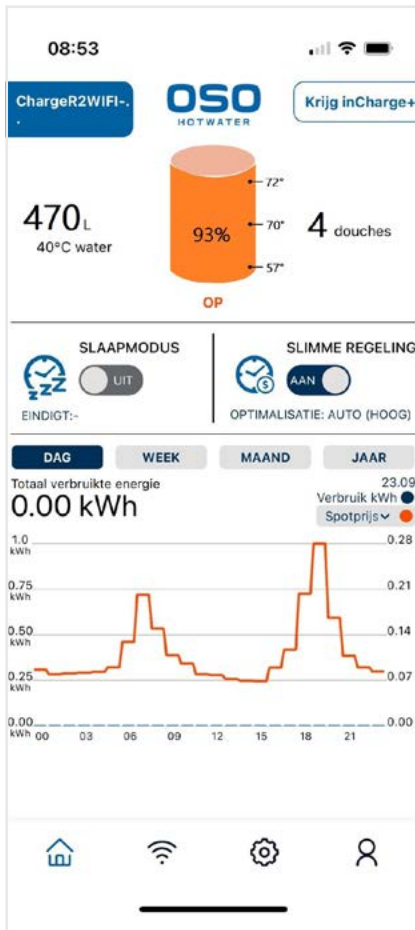 08:53
ChargeR2WIFI-.
.
OSO
HOTWATER
Krijg inCharge+
72°
470L
40°C water
93%
70°
4 douches
57°
OP
SLAAPMODUS
UIT
EINDIGT:-
SLIMME REGELING
AAN
OPTIMALISATIE: AUTO (HOOG)
DAG WEEK MAAND JAAR
Totaal verbruikte energie
0.00 kWh
23.09
Verbruik kWh
Spotprijs
1.0
kWh
0.28
0.75
kWh
0.21
0.50
kWh
0.14
0.25
kWh
0.07
0.00
kWh
0.00
00 03 06 09 12 15 18 21